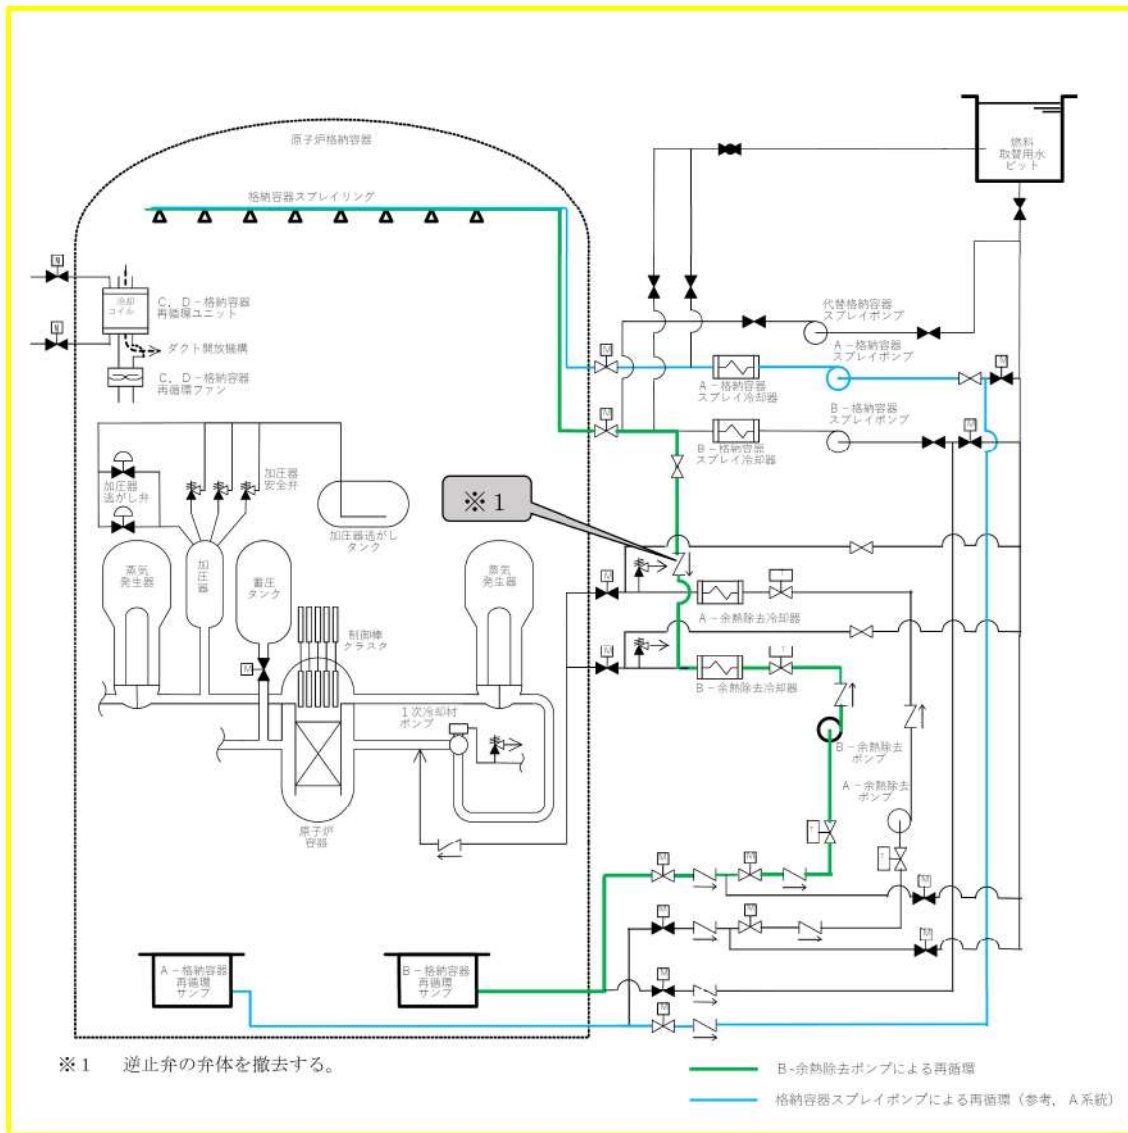 原子炉格納容器
燃料
取替用水
ピット
格納容器スプレイリング
M
冷却
コイル
C，D－格納容器
再循環ユニット
M
ダクト開放機構
C，D－格納容器
再循環ファン
代替格納容器
スプレイポンプ
A－格納容器
スプレイポンプ
M
M
A－格納容器
スプレイ冷却器
B－格納容器
スプレイポンプ
M
M
B－格納容器
スプレイ冷却器
加圧器
逃がし弁
加圧器
安全弁
加圧器逃がし
タンク
※１
蒸気
発生器
加
圧
器
蓄圧
タンク
蒸気
発生器
M
A－余熱除去冷却器
制御棒
クラスタ
M
M
B－余熱除去冷却器
１次冷却材
ポンプ
B－余熱除去
ポンプ
A－余熱除去
ポンプ
原子炉
容器
M
M
M
M
M
M
A－格納容器
再循環
サンプ
B－格納容器
再循環
サンプ
M
M
※１　逆止弁の弁体を撤去する。
B-余熱除去ポンプによる再循環
格納容器スプレイポンプによる再循環（参考，A系統）